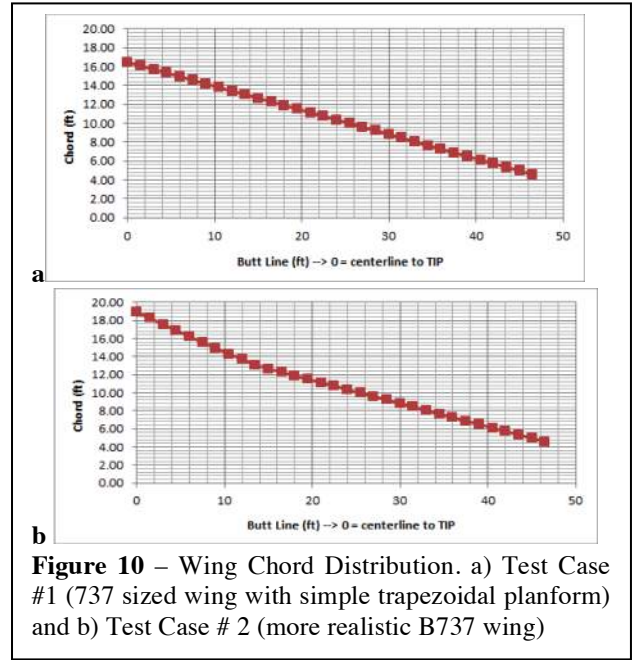 20.00
18.00
16.00
14.00
12.00
10.00
8.00
6.00
4.00
2.00
0.00
Chord (ft)
0 10 20 30 40 50
Butt Line (ft) --> 0 = centerline to TIP
a
20.00
18.00
16.00
14.00
12.00
10.00
8.00
6.00
4.00
2.00
0.00
Chord (ft)
0 10 20 30 40 50
Butt Line (ft) --> 0 = centerline to TIP
b
Figure 10 – Wing Chord Distribution. a) Test Case
#1 (737 sized wing with simple trapezoidal planform)
and b) Test Case # 2 (more realistic B737 wing)